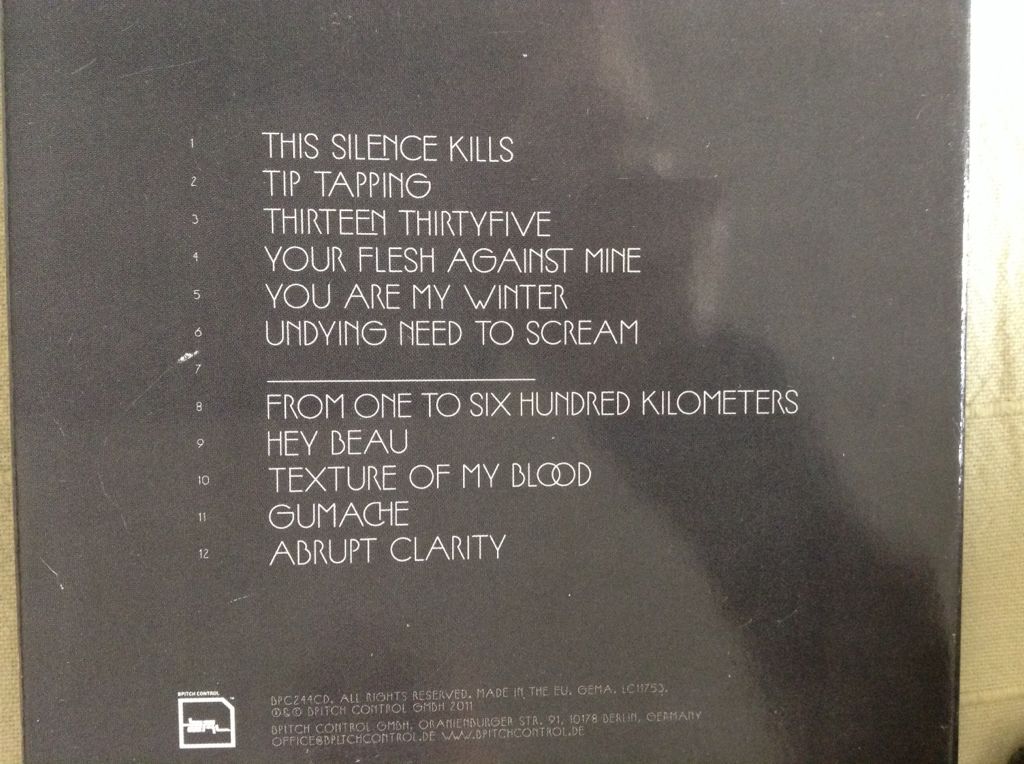 1 THIS SILENCE KILLS
2 TIP TAPPING
3 THIRTEEN THIRTYFIVE
4 YOUR FLESH AGAINST MINE
5 YOU ARE MY WINTER
6 UNDYING NEED TO SCREAM
7 ____________________
8 FROM ONE TO SIX HUNDRED KILOMETERS
9 HEY BEAU
10 TEXTURE OF MY BLOOD
11 GUMACHE
12 ABRUPT CLARITY
BPITCH CONTROL ™
BPC244CD. ALL RIGHTS RESERVED. MADE IN THE EU. GEMA. LC11753.
℗&© BPITCH CONTROL GMBH 2011
BPITCH CONTROL GMBH, ORANIENBURGER STR. 91, 10178 BERLIN, GERMANY
OFFICE@BPITCHCONTROL.DE WWW.BPITCHCONTROL.DE